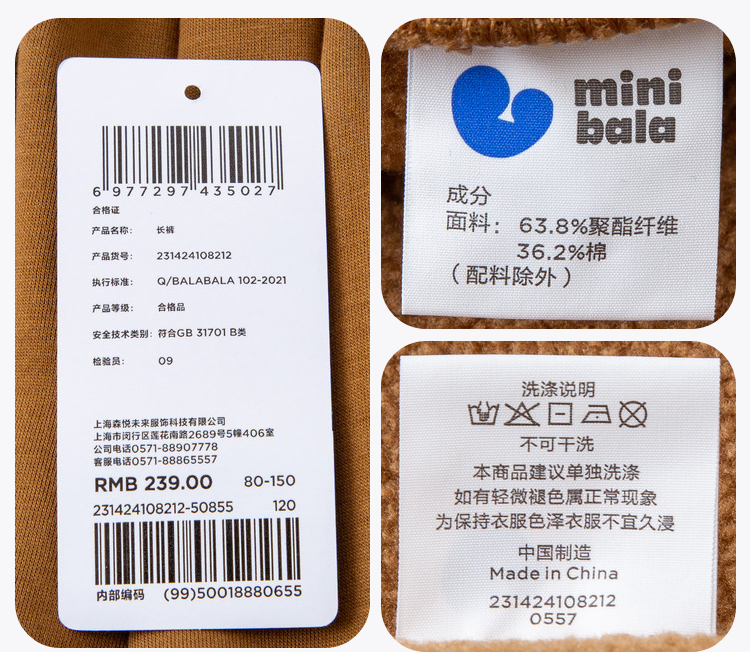 6 977297 435027
合格证
产品名称： 长裤
产品货号： 231424108212
执行标准： Q/BALABALA 102-2021
产品等级： 合格品
安全技术类别：符合GB 31701 B类
检验员： 09
上海森悦未来服饰科技有限公司
上海市闵行区莲花南路2689号5幢406室
公司电话0571-88907778
客服电话0571-88865557
RMB 239.00 80-150
231424108212-50855 120
内部编码 (99)50018880655
mini
bala
成分
面料：63.8%聚酯纤维
36.2%棉
（配料除外）
洗涤说明
不可干洗
本商品建议单独洗涤
如有轻微褪色属正常现象
为保持衣服色泽衣服不宜久浸
中国制造
Made in China
231424108212
0557